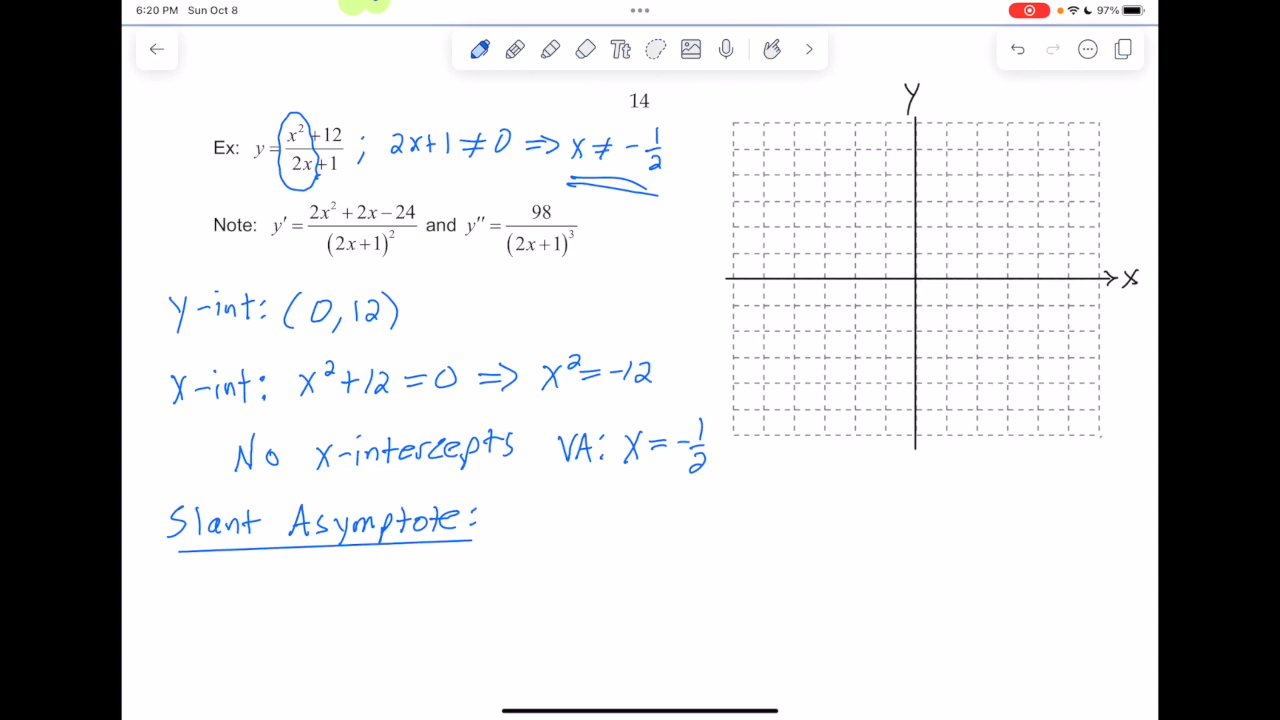 6:20 PM Sun Oct 8
97%
Tt
14
Y
Ex: y = (x² + 12)/(2x + 1) ; 2x+1 ≠ 0 ⇒ x ≠ -1/2
Note: y′ = (2x² + 2x − 24)/(2x + 1)² and y″ = 98/(2x + 1)³
X
Y-int: (0, 12)
X-int: x² + 12 = 0 ⇒ x² = -12
No x-intercepts VA: X = -1/2
Slant Asymptote: